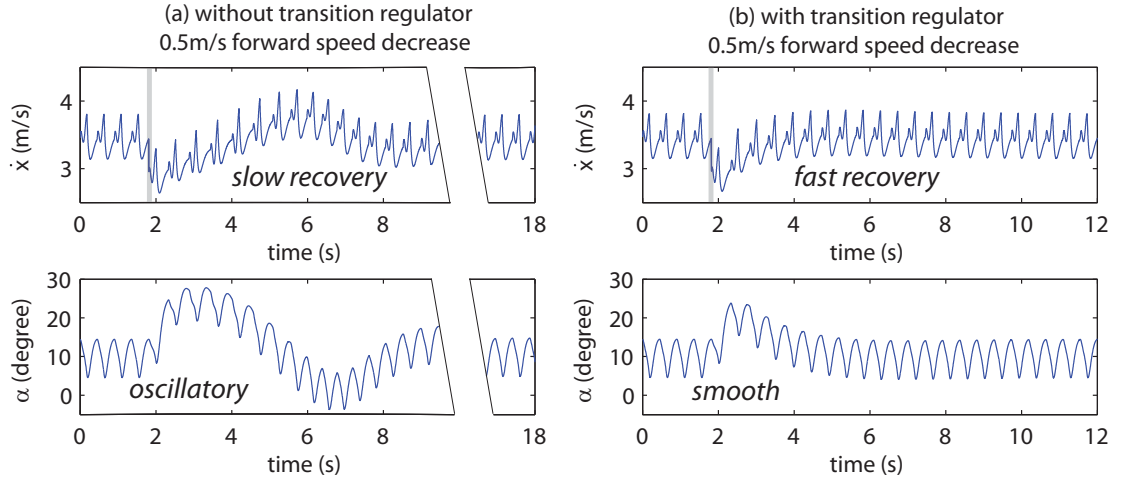 (a) without transition regulator
0.5m/s forward speed decrease
4
3
ẋ (m/s)
slow recovery
0 2 4 6 8 18
time (s)
30
20
10
0
α (degree)
oscillatory
0 2 4 6 8 18
time (s)
(b) with transition regulator
0.5m/s forward speed decrease
4
3
ẋ (m/s)
fast recovery
0 2 4 6 8 10 12
time (s)
30
20
10
0
α (degree)
smooth
0 2 4 6 8 10 12
time (s)